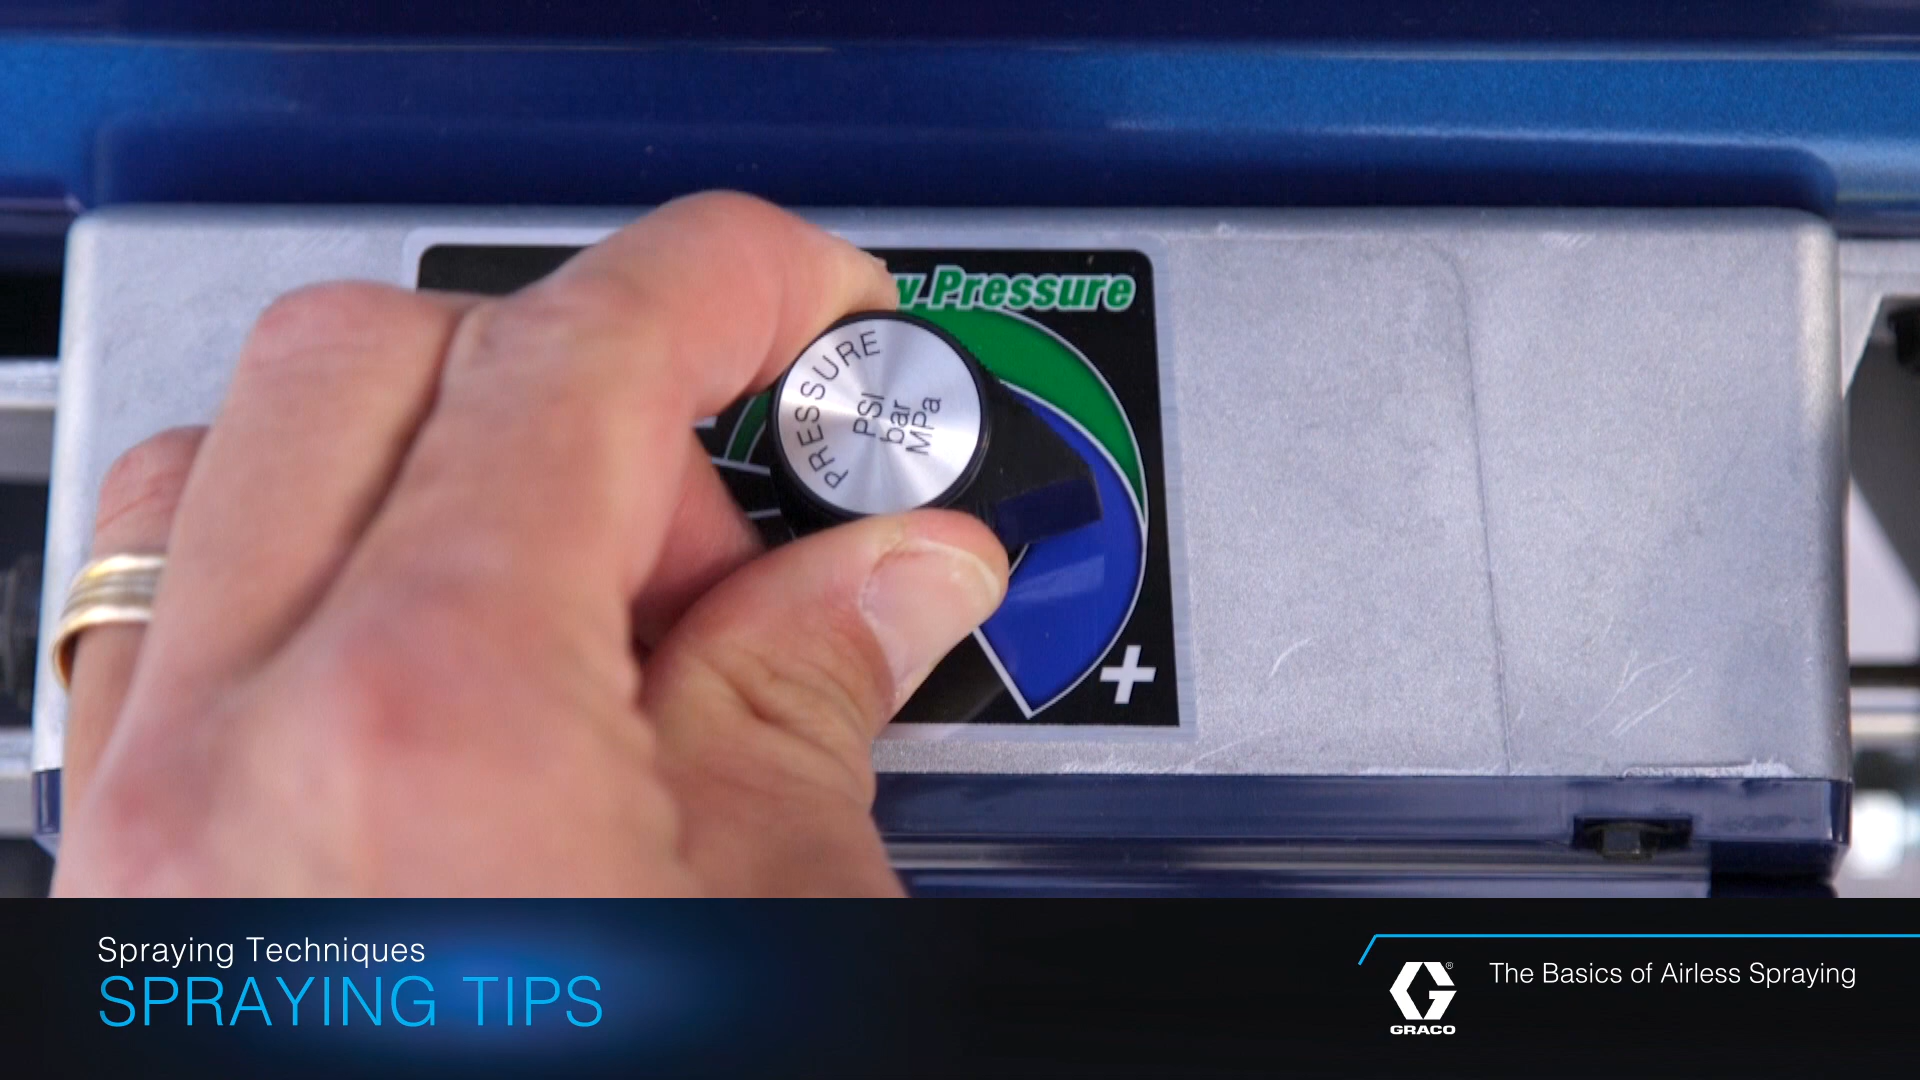 Pressure
PRESSURE
PSI
bar
MPa
+
Spraying Techniques
SPRAYING TIPS
GRACO
The Basics of Airless Spraying